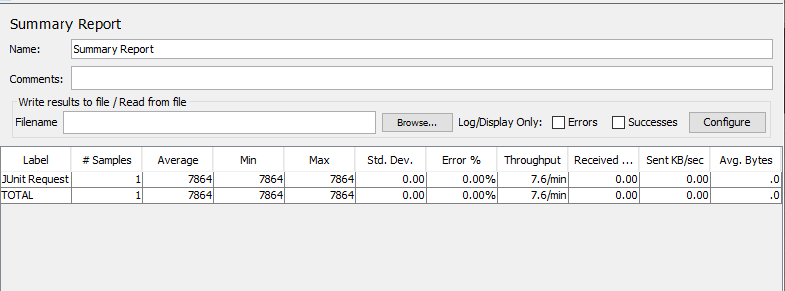 Summary Report
Name: Summary Report
Comments:
Write results to file / Read from file
Filename Browse... Log/Display Only: Errors Successes Configure
Label # Samples Average Min Max Std. Dev. Error % Throughput Received ... Sent KB/sec Avg. Bytes
JUnit Request 1 7864 7864 7864 0.00 0.00% 7.6/min 0.00 0.00 .0
TOTAL 1 7864 7864 7864 0.00 0.00% 7.6/min 0.00 0.00 .0